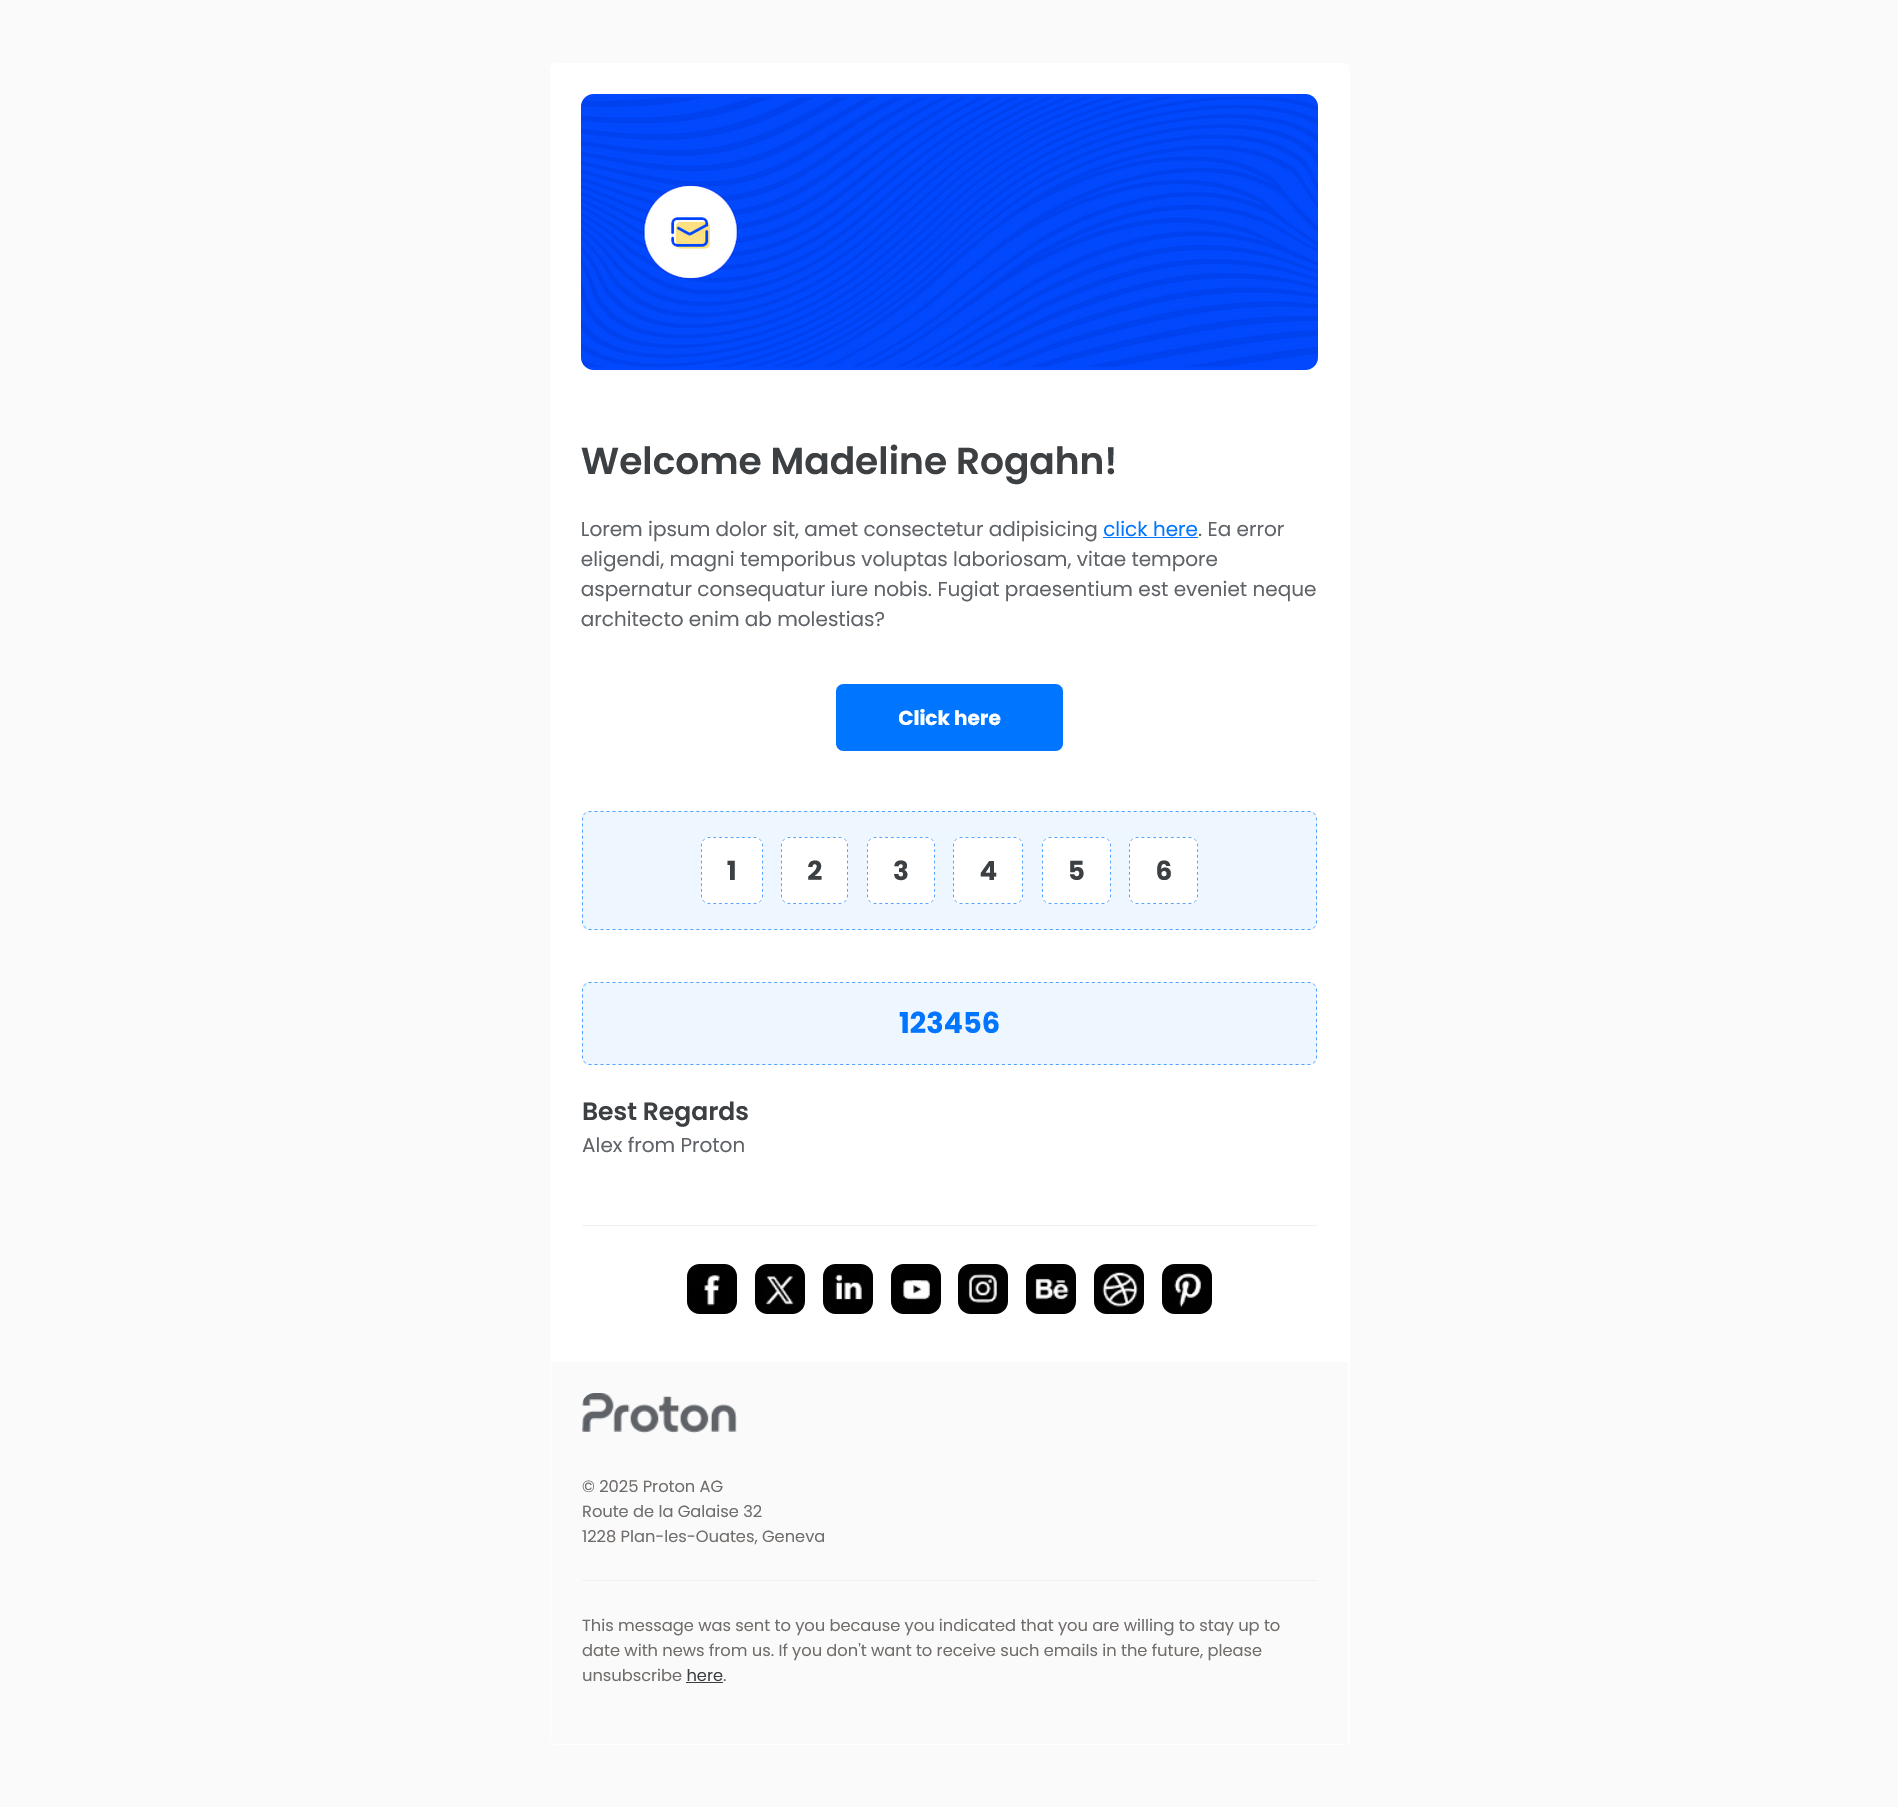 Welcome Madeline Rogahn!
Lorem ipsum dolor sit, amet consectetur adipisicing click here. Ea error
eligendi, magni temporibus voluptas laboriosam, vitae tempore
aspernatur consequatur iure nobis. Fugiat praesentium est eveniet neque
architecto enim ab molestias?
Click here
1 2 3 4 5 6
123456
Best Regards
Alex from Proton
f X in Bē
Proton
© 2025 Proton AG
Route de la Galaise 32
1228 Plan-les-Ouates, Geneva
This message was sent to you because you indicated that you are willing to stay up to
date with news from us. If you don't want to receive such emails in the future, please
unsubscribe here.